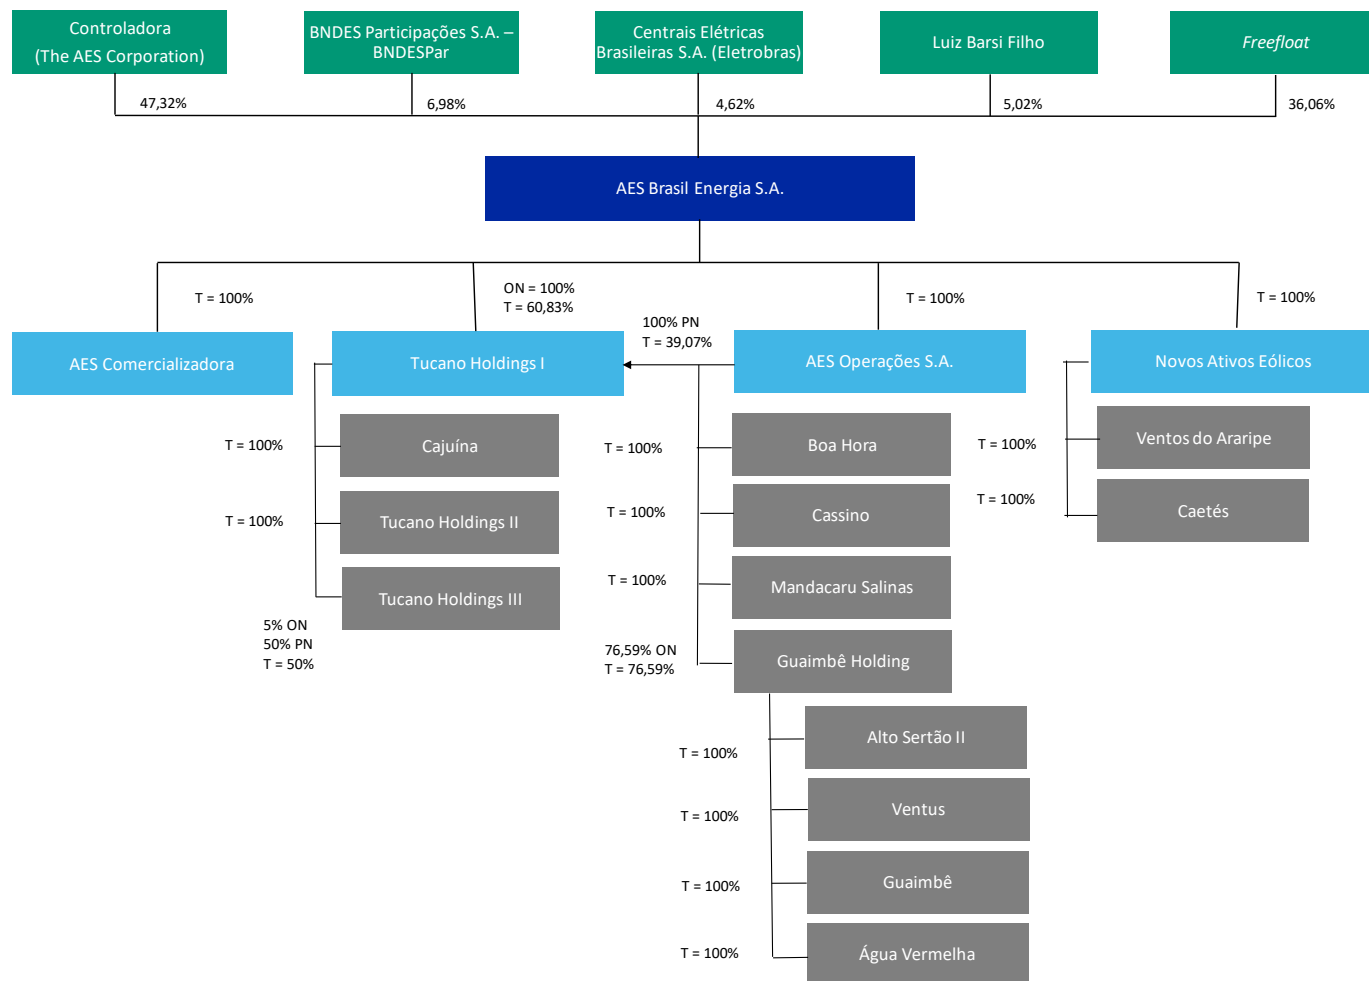 Controladora
(The AES Corporation)
BNDES Participações S.A. –
BNDESPar
Centrais Elétricas
Brasileiras S.A. (Eletrobras)
Luiz Barsi Filho
Freefloat
47,32%
6,98%
4,62%
5,02%
36,06%
AES Brasil Energia S.A.
T = 100%
ON = 100%
T = 60,83%
T = 100%
T = 100%
100% PN
T = 39,07%
AES Comercializadora
Tucano Holdings I
AES Operações S.A.
Novos Ativos Eólicos
T = 100%
Cajuína
T = 100%
Tucano Holdings II
Tucano Holdings III
5% ON
50% PN
T = 50%
T = 100%
Boa Hora
T = 100%
Cassino
T = 100%
Mandacaru Salinas
76,59% ON
T = 76,59%
Guaimbê Holding
T = 100%
Alto Sertão II
T = 100%
Ventus
T = 100%
Guaimbê
T = 100%
Água Vermelha
T = 100%
Ventos do Araripe
T = 100%
Caetés